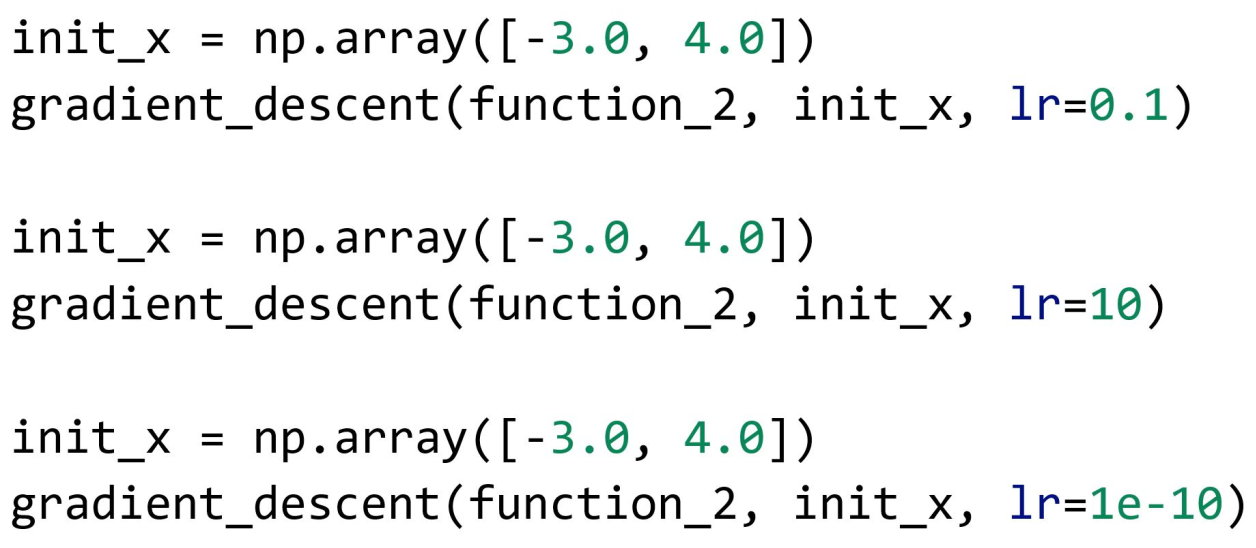 init_x = np.array([-3.0, 4.0])
gradient_descent(function_2, init_x, lr=0.1)
init_x = np.array([-3.0, 4.0])
gradient_descent(function_2, init_x, lr=10)
init_x = np.array([-3.0, 4.0])
gradient_descent(function_2, init_x, lr=1e-10)